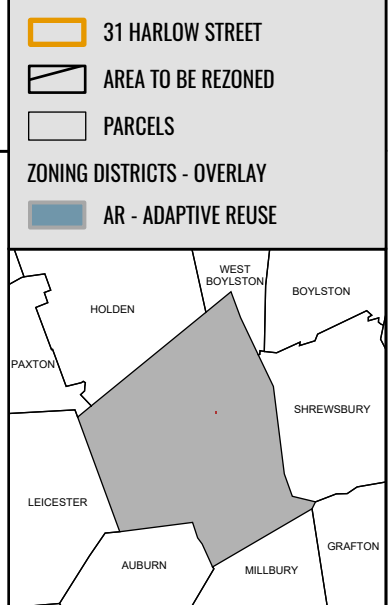 31 HARLOW STREET
AREA TO BE REZONED
PARCELS
ZONING DISTRICTS - OVERLAY
AR - ADAPTIVE REUSE
WEST
BOYLSTON
BOYLSTON
HOLDEN
PAXTON
SHREWSBURY
LEICESTER
GRAFTON
AUBURN
MILLBURY